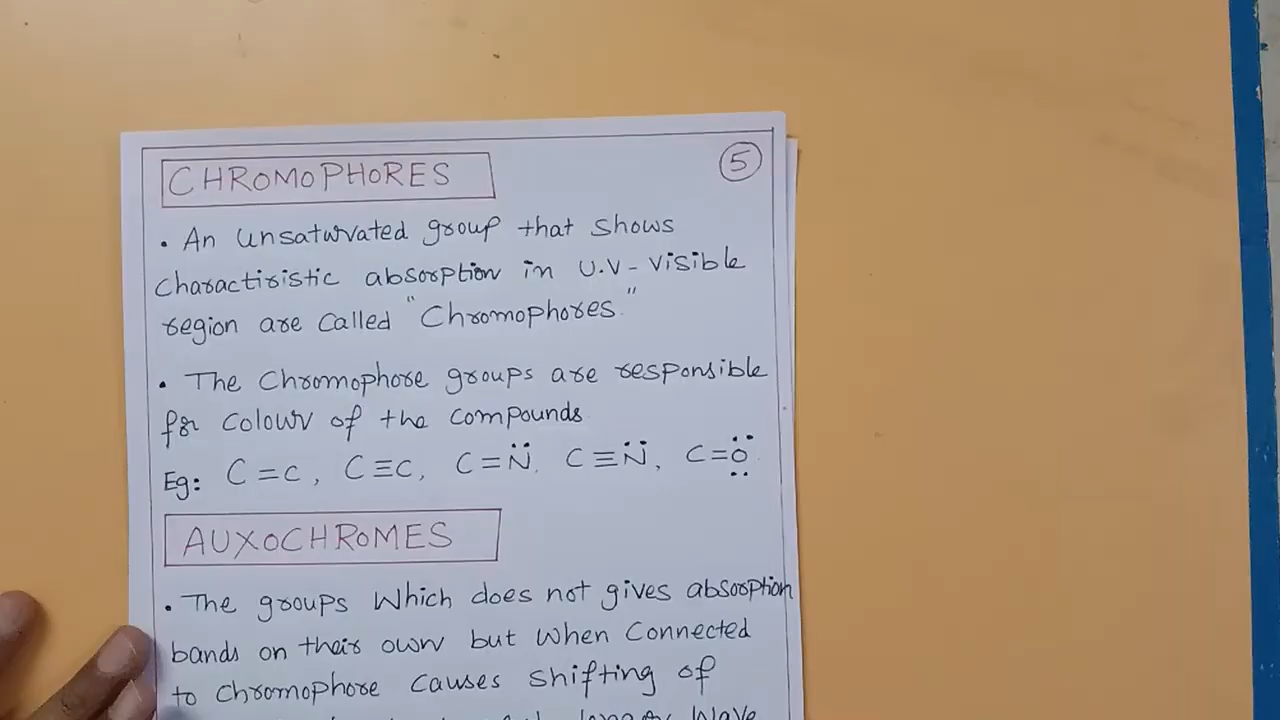 CHROMOPHORES
5
• An unsaturated group that shows
charactiristic absorption in U.V - visible
region are called "Chromophores."
• The Chromophore groups are responsible
for colour of the compounds
Eg: C=C, C≡C, C=N̈, C≡N̈, C=Ö
AUXOCHROMES
• The groups which does not gives absorption
bands on their own but when connected
to chromophore causes shifting of
longer wave